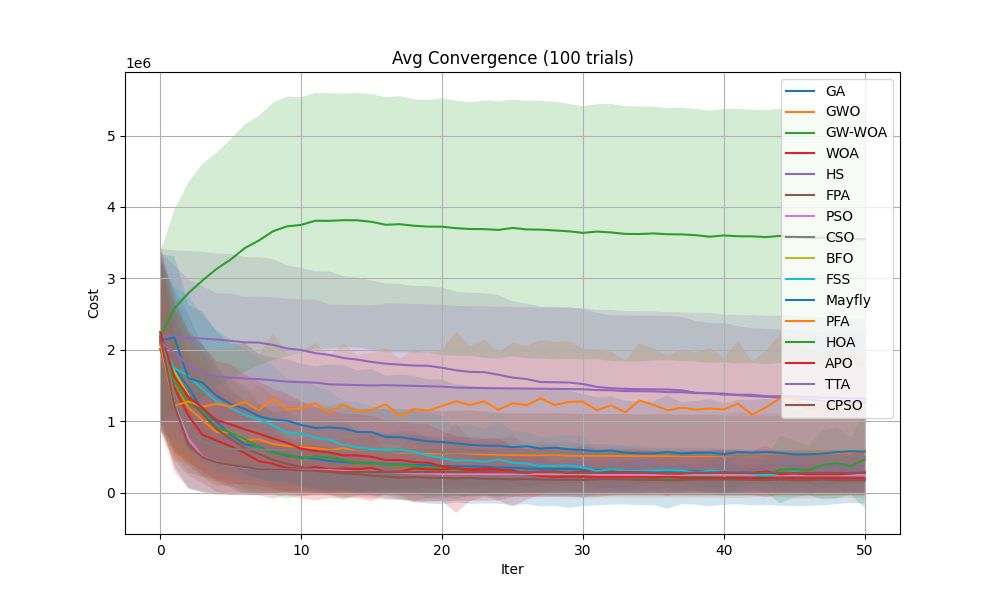 Avg Convergence (100 trials)
1e6
5
4
3
2
1
0
Cost
0 10 20 30 40 50
Iter
GA
GWO
GW-WOA
WOA
HS
FPA
PSO
CSO
BFO
FSS
Mayfly
PFA
HOA
APO
TTA
CPSO